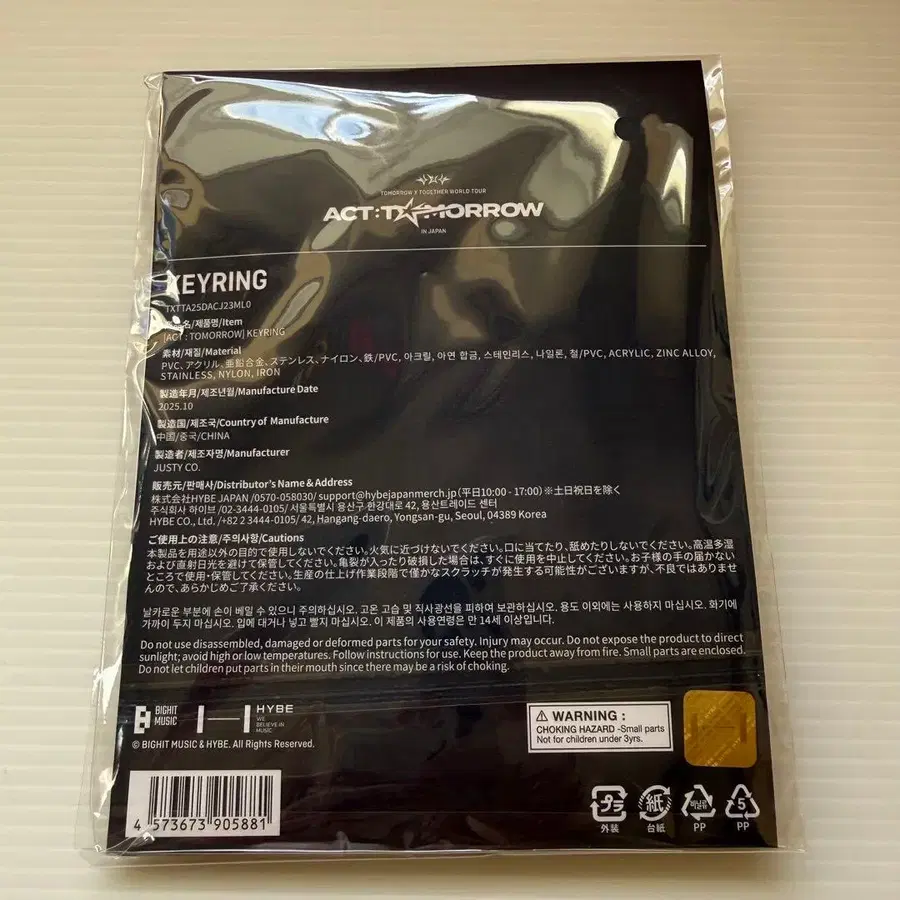 TOMORROW X TOGETHER WORLD TOUR
ACT:TOMORROW
IN JAPAN
KEYRING
TXTTA25DACJ23ML0
品名/제품명/Item
[ACT : TOMORROW] KEYRING
素材/재질/Material
PVC、アクリル、亜鉛合金、ステンレス、ナイロン、鉄/PVC, 아크릴, 아연 합금, 스테인리스, 나일론, 철/PVC, ACRYLIC, ZINC ALLOY,
STAINLESS, NYLON, IRON
製造年月/제조년월/Manufacture Date
2025.10
製造国/제조국/Country of Manufacture
中国/중국/CHINA
製造者/제조자명/Manufacturer
JUSTY CO.
販売元/판매사/Distributor's Name & Address
株式会社HYBE JAPAN /0570-058030/ support@hybejapanmerch.jp（平日10:00 - 17:00）※土日祝日を除く
주식회사 하이브 /02-3444-0105/ 서울특별시 용산구 한강대로 42, 용산트레이드 센터
HYBE CO., Ltd. /+82 2 3444-0105/ 42, Hangang-daero, Yongsan-gu, Seoul, 04389 Korea
ご使用上の注意/주의사항/Cautions
本製品を用途以外の目的で使用しないでください。火気に近づけないでください。口に当てたり、舐めたりしないでください。高温多湿
および直射日光を避けて保管してください。亀裂が入ったり破損した場合は、すぐに使用を中止してください。お子様の手の届かない
ところで使用・保管してください。生産の仕上げ作業段階で僅かなスクラッチが発生する可能性がございますが、不良ではありませ
んので、あらかじめご了承ください。
날카로운 부분에 손이 베일 수 있으니 주의하십시오. 고온 고습 및 직사광선을 피하여 보관하십시오. 용도 이외에는 사용하지 마십시오. 화기에
가까이 두지 마십시오. 입에 대거나 넣고 빨지 마십시오. 이 제품의 사용연령은 만 14세 이상입니다.
Do not use disassembled, damaged or deformed parts for your safety. Injury may occur. Do not expose the product to direct
sunlight; avoid high or low temperatures. Follow instructions for use. Keep the product away from fire. Small parts are enclosed.
Do not let children put parts in their mouth since there may be a risk of choking.
BIGHIT
MUSIC
HYBE
WE
BELIEVE IN
MUSIC
© BIGHIT MUSIC & HYBE. All Rights Reserved.
WARNING :
CHOKING HAZARD -Small parts
Not for children under 3yrs.
4 573673 905881
プラ
外装
紙
台紙
비닐류
PP
5
PP